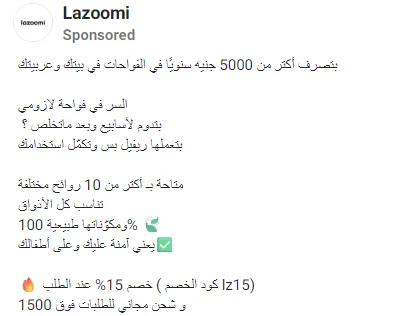 lazoomi
Lazoomi
Sponsored
بتصرف أكتر من 5000 جنيه سنويًا في الفواحات في بيتك وعربيتك
السر في فواحة لازومي
بتدوم لأسابيع وبعد ماتخلص ؟
بتعملها ريفيل بس وتكمّل استخدامك
متاحة بـ أكتر من 10 روائح مختلفة
تناسب كل الأذواق
ومكوّناتها طبيعية 100% 🌿
✅يعني آمنة عليك وعلى أطفالك
🔥 خصم 15% عند الطلب ( كود الخصم lz15)
و شحن مجاني للطلبات فوق 1500